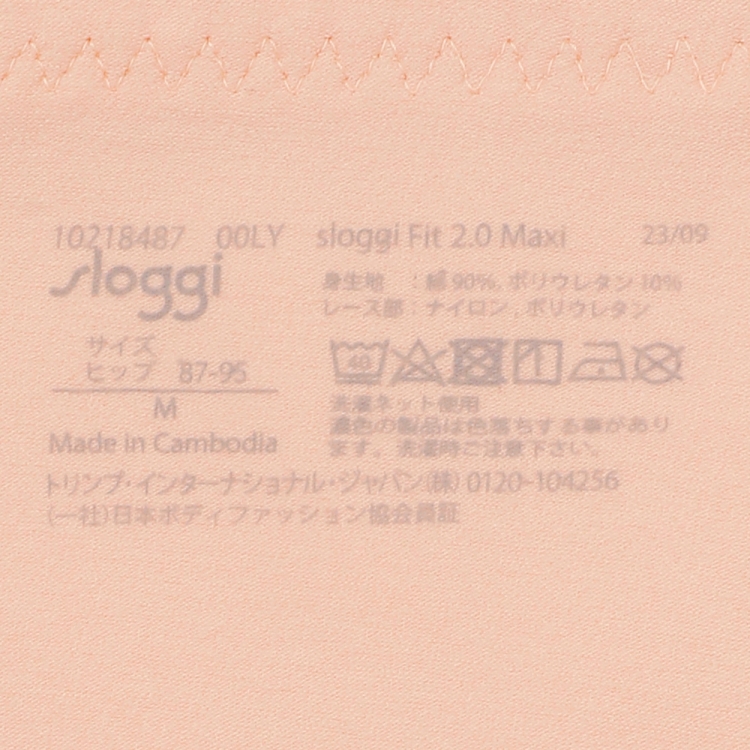 10218487 00LY sloggi Fit 2.0 Maxi 23/09
sloggi
身生地 : 綿 90%, ポリウレタン 10%
レース部 : ナイロン, ポリウレタン
サイズ
ヒップ 87-95
M
Made in Cambodia
40
洗濯ネット使用
濃色の製品は色落ちする事があり
ます。洗濯時ご注意下さい。
トリンプ・インターナショナル・ジャパン(株) 0120-104256
(一社)日本ボディファッション協会員証